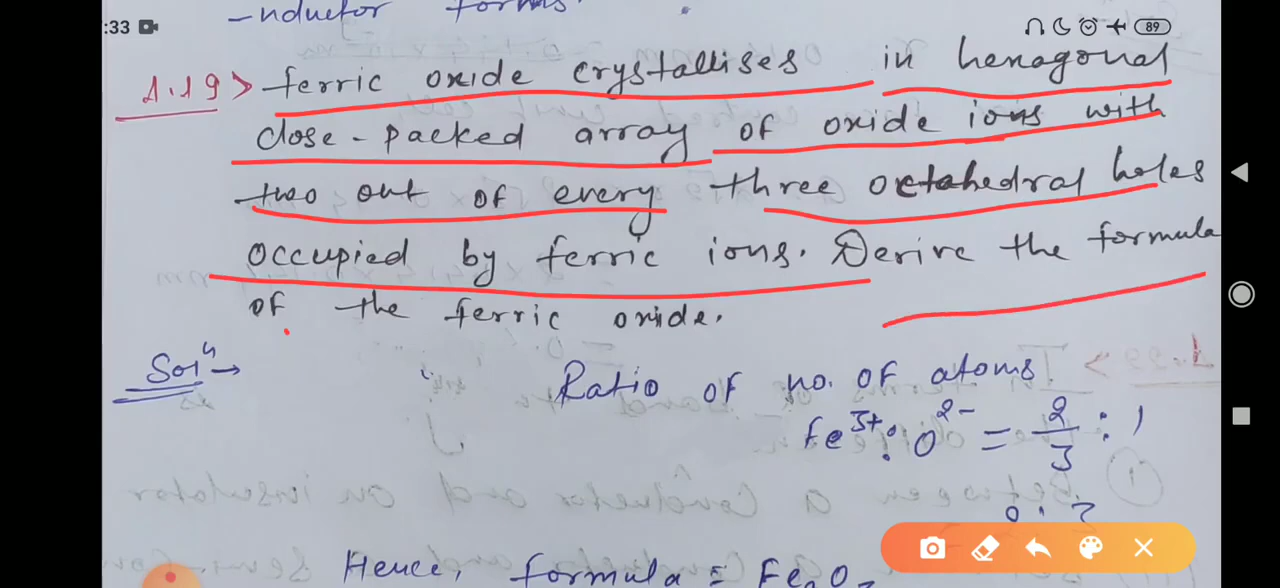 -nductor forms.
:33
89
1.19> ferric oxide crystallises in hexagonal
close-packed array of oxide ions with
two out of every three octahedral holes
occupied by ferric ions. Derive the formula
of the ferric oxide.
Solⁿ → Ratio of no. of atoms
Fe³⁺ : O²⁻ = 2/3 : 1
Hence, formula = Fe₂O₃